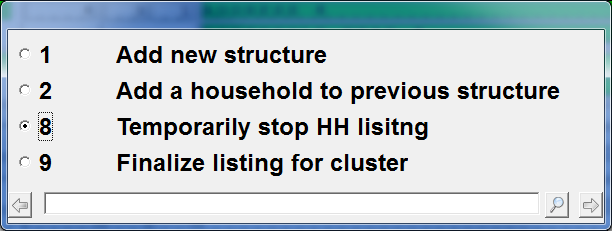 1 Add new structure
2 Add a household to previous structure
8 Temporarily stop HH lisitng
9 Finalize listing for cluster